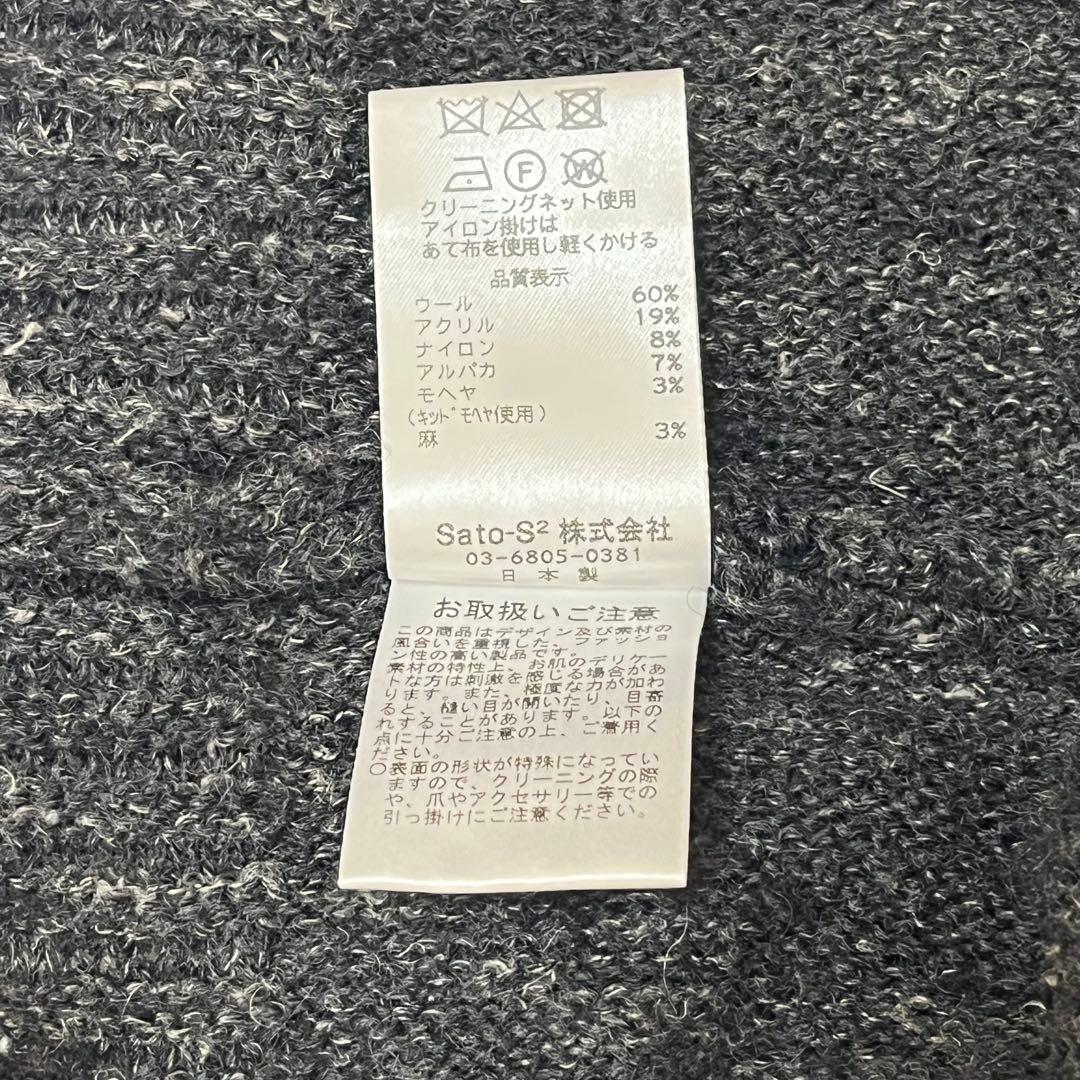 F W
クリーニングネット使用
アイロン掛けは
あて布を使用し軽くかける
品質表示
ウール 60%
アクリル 19%
ナイロン 8%
アルパカ 7%
モヘヤ 3%
(キッドモヘヤ使用)
麻 3%
Sato-S² 株式会社
03-6805-0381
日本製
お取扱いご注意
この商品はデザイン及び素材の
風合いを重視した、ファッショ
ン性の高い製品です。
素材の特性上、お肌のデリケー
トな方は刺激を感じる場合があ
ります。また、極度な力が加わ
ると、縫い目が開いたり、目寄
れすることがあります。以下の
点に十分ご注意の上、ご着用く
ださい。
○表面の形状が特殊になってい
ますので、クリーニングの際
や、爪やアクセサリー等での
引っ掛けにご注意ください。